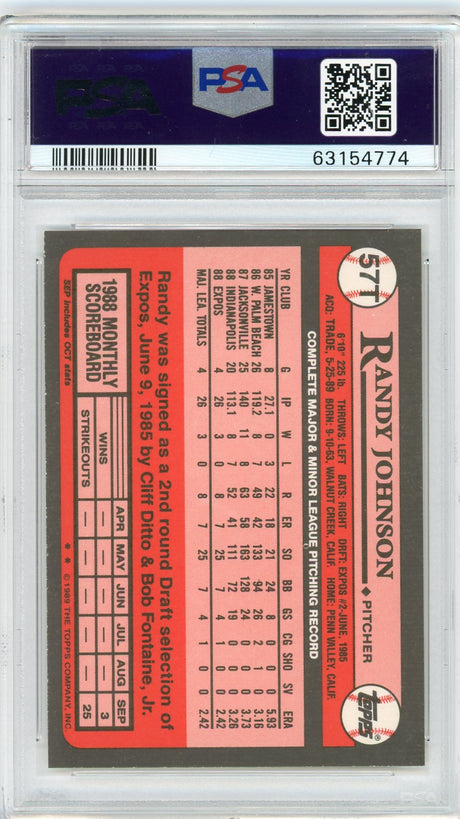 PSA
PSA
63154774
57T
RANDY JOHNSON ♦ PITCHER
topps®
6'10" 225 lb. THROWS: LEFT BATS: RIGHT DRFT: EXPOS #2-JUNE, 1985
ACQ: TRADE, 5-25-89 BORN: 9-10-63, WALNUT CREEK, CALIF. HOME: PENN VALLEY, CALIF.
COMPLETE MAJOR & MINOR LEAGUE PITCHING RECORD
YR CLUB G IP W L R ER SO BB GS CG SHO SV ERA
85 JAMESTOWN 8 27.1 0 3 22 18 21 24 8 0 0 0 5.93
86 W. PALM BEACH 26 119.2 8 7 49 42 133 94 26 2 1 0 3.16
87 JACKSONVILLE 25 140 11 8 63 58 163 128 24 0 0 0 3.73
88 INDIANAPOLIS 20 113.1 8 7 52 41 111 72 19 0 0 0 3.26
88 EXPOS 4 26 3 0 8 7 25 7 4 1 0 0 2.42
MAJ. LEA. TOTALS 4 26 3 0 8 7 25 7 4 1 0 0 2.42
Randy was signed as a 2nd round Draft selection of
Expos, June 9, 1985 by Cliff Ditto & Bob Fontaine, Jr.
1988 MONTHLY
SCOREBOARD
APR MAY JUN JUL AUG SEP
WINS — — — — — 3
STRIKEOUTS — — — — — 25
SEP includes OCT stats
* * ©1989 THE TOPPS COMPANY, INC.